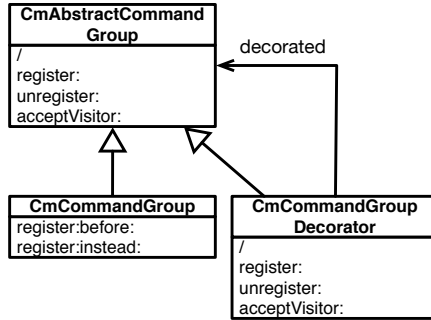 CmAbstractCommand
Group
/
register:
unregister:
acceptVisitor:
decorated
CmCommandGroup
register:before:
register:instead:
CmCommandGroup
Decorator
/
register:
unregister:
acceptVisitor: